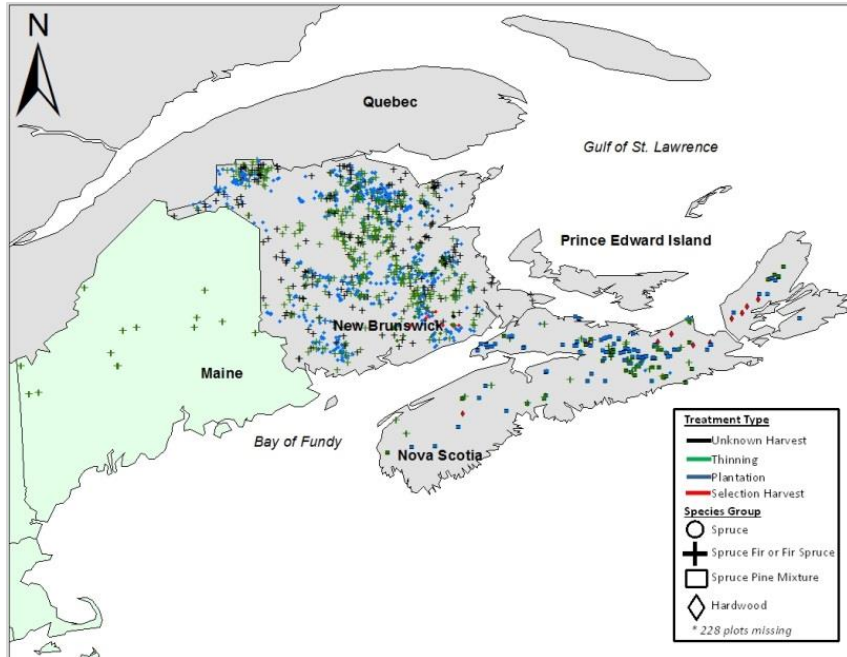 N
Quebec
Gulf of St. Lawrence
Prince Edward Island
New Brunswick
Maine
Bay of Fundy
Nova Scotia
Treatment Type
Unknown Harvest
Thinning
Plantation
Selection Harvest
Species Group
Spruce
Spruce Fir or Fir Spruce
Spruce Pine Mixture
Hardwood
* 228 plots missing